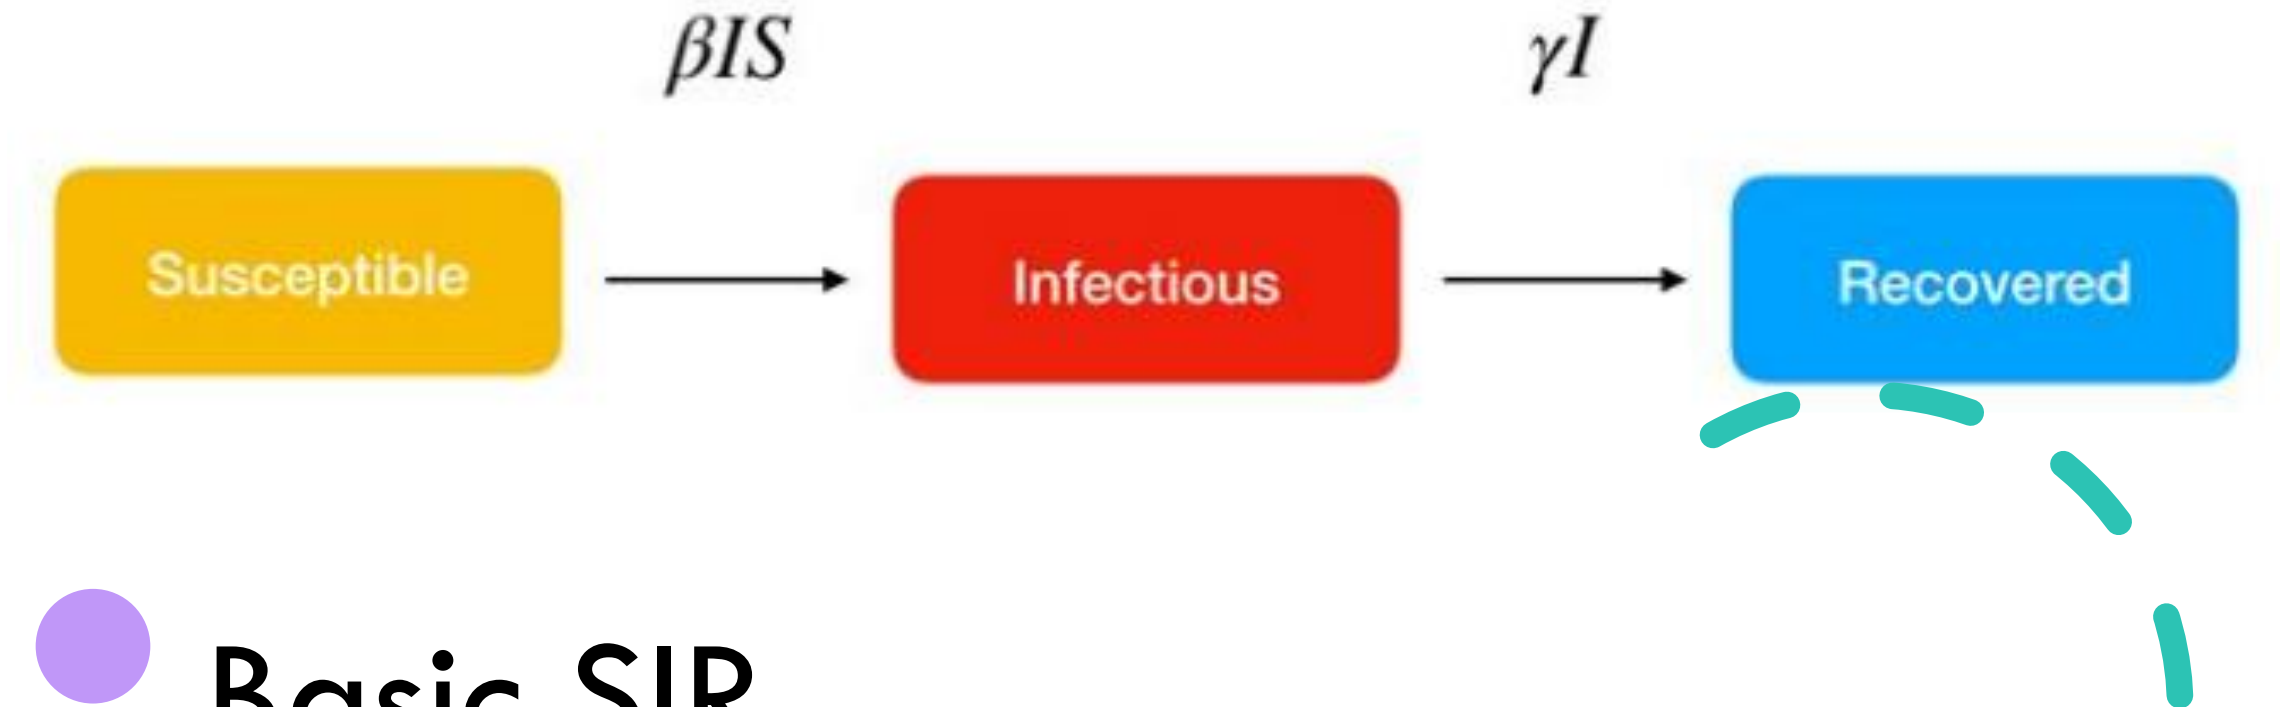 βIS γI
Susceptible Infectious Recovered
Basic SIR